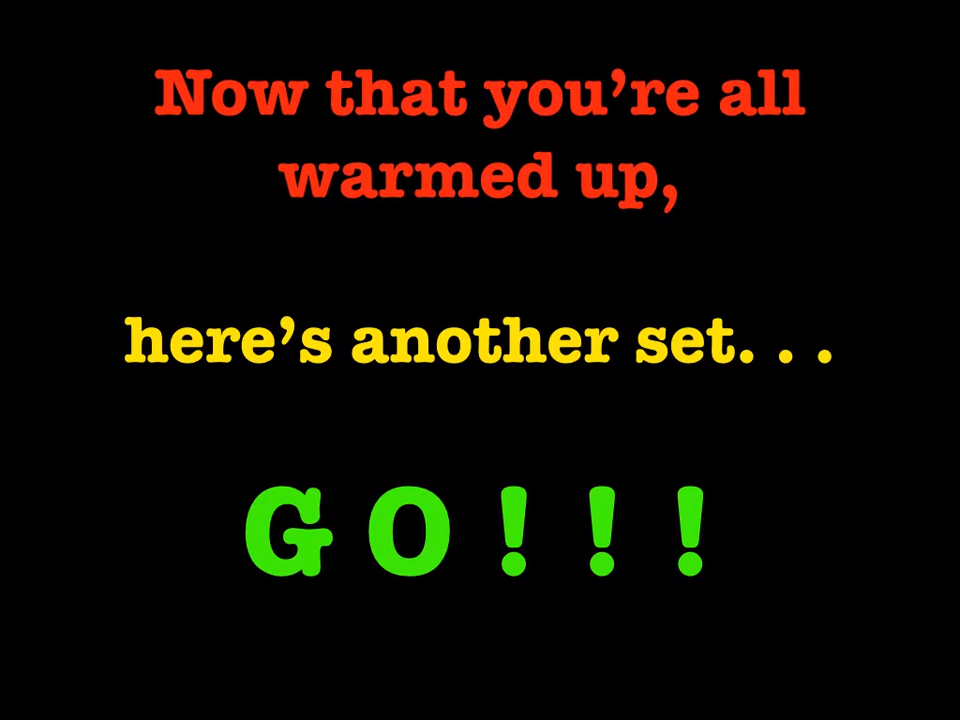 Now that you’re all
warmed up,
here’s another set. . .
G O ! ! !